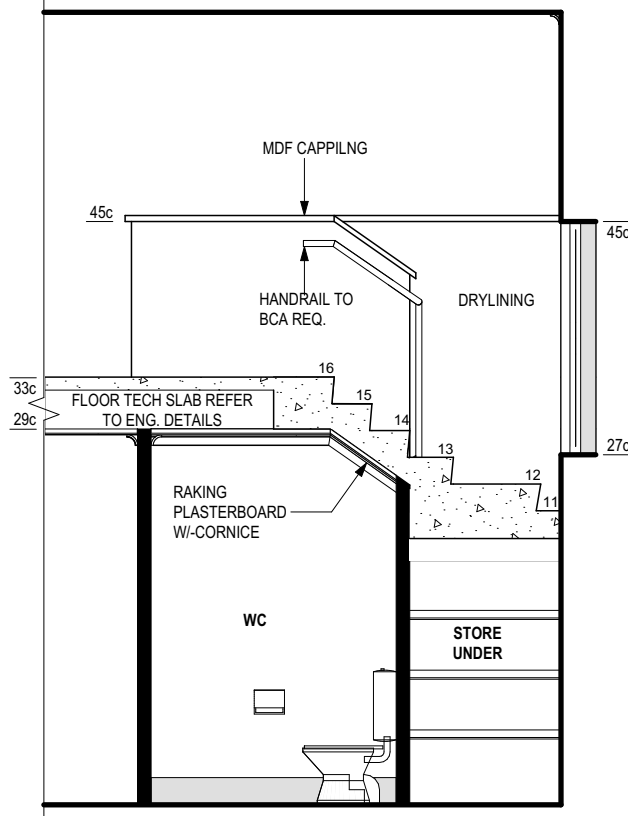 MDF CAPPILNG
45c
45c
HANDRAIL TO
BCA REQ.
DRYLINING
16
33c
FLOOR TECH SLAB REFER
TO ENG. DETAILS
29c
15
14
13
27c
12
11
RAKING
PLASTERBOARD
W/-CORNICE
WC
STORE
UNDER